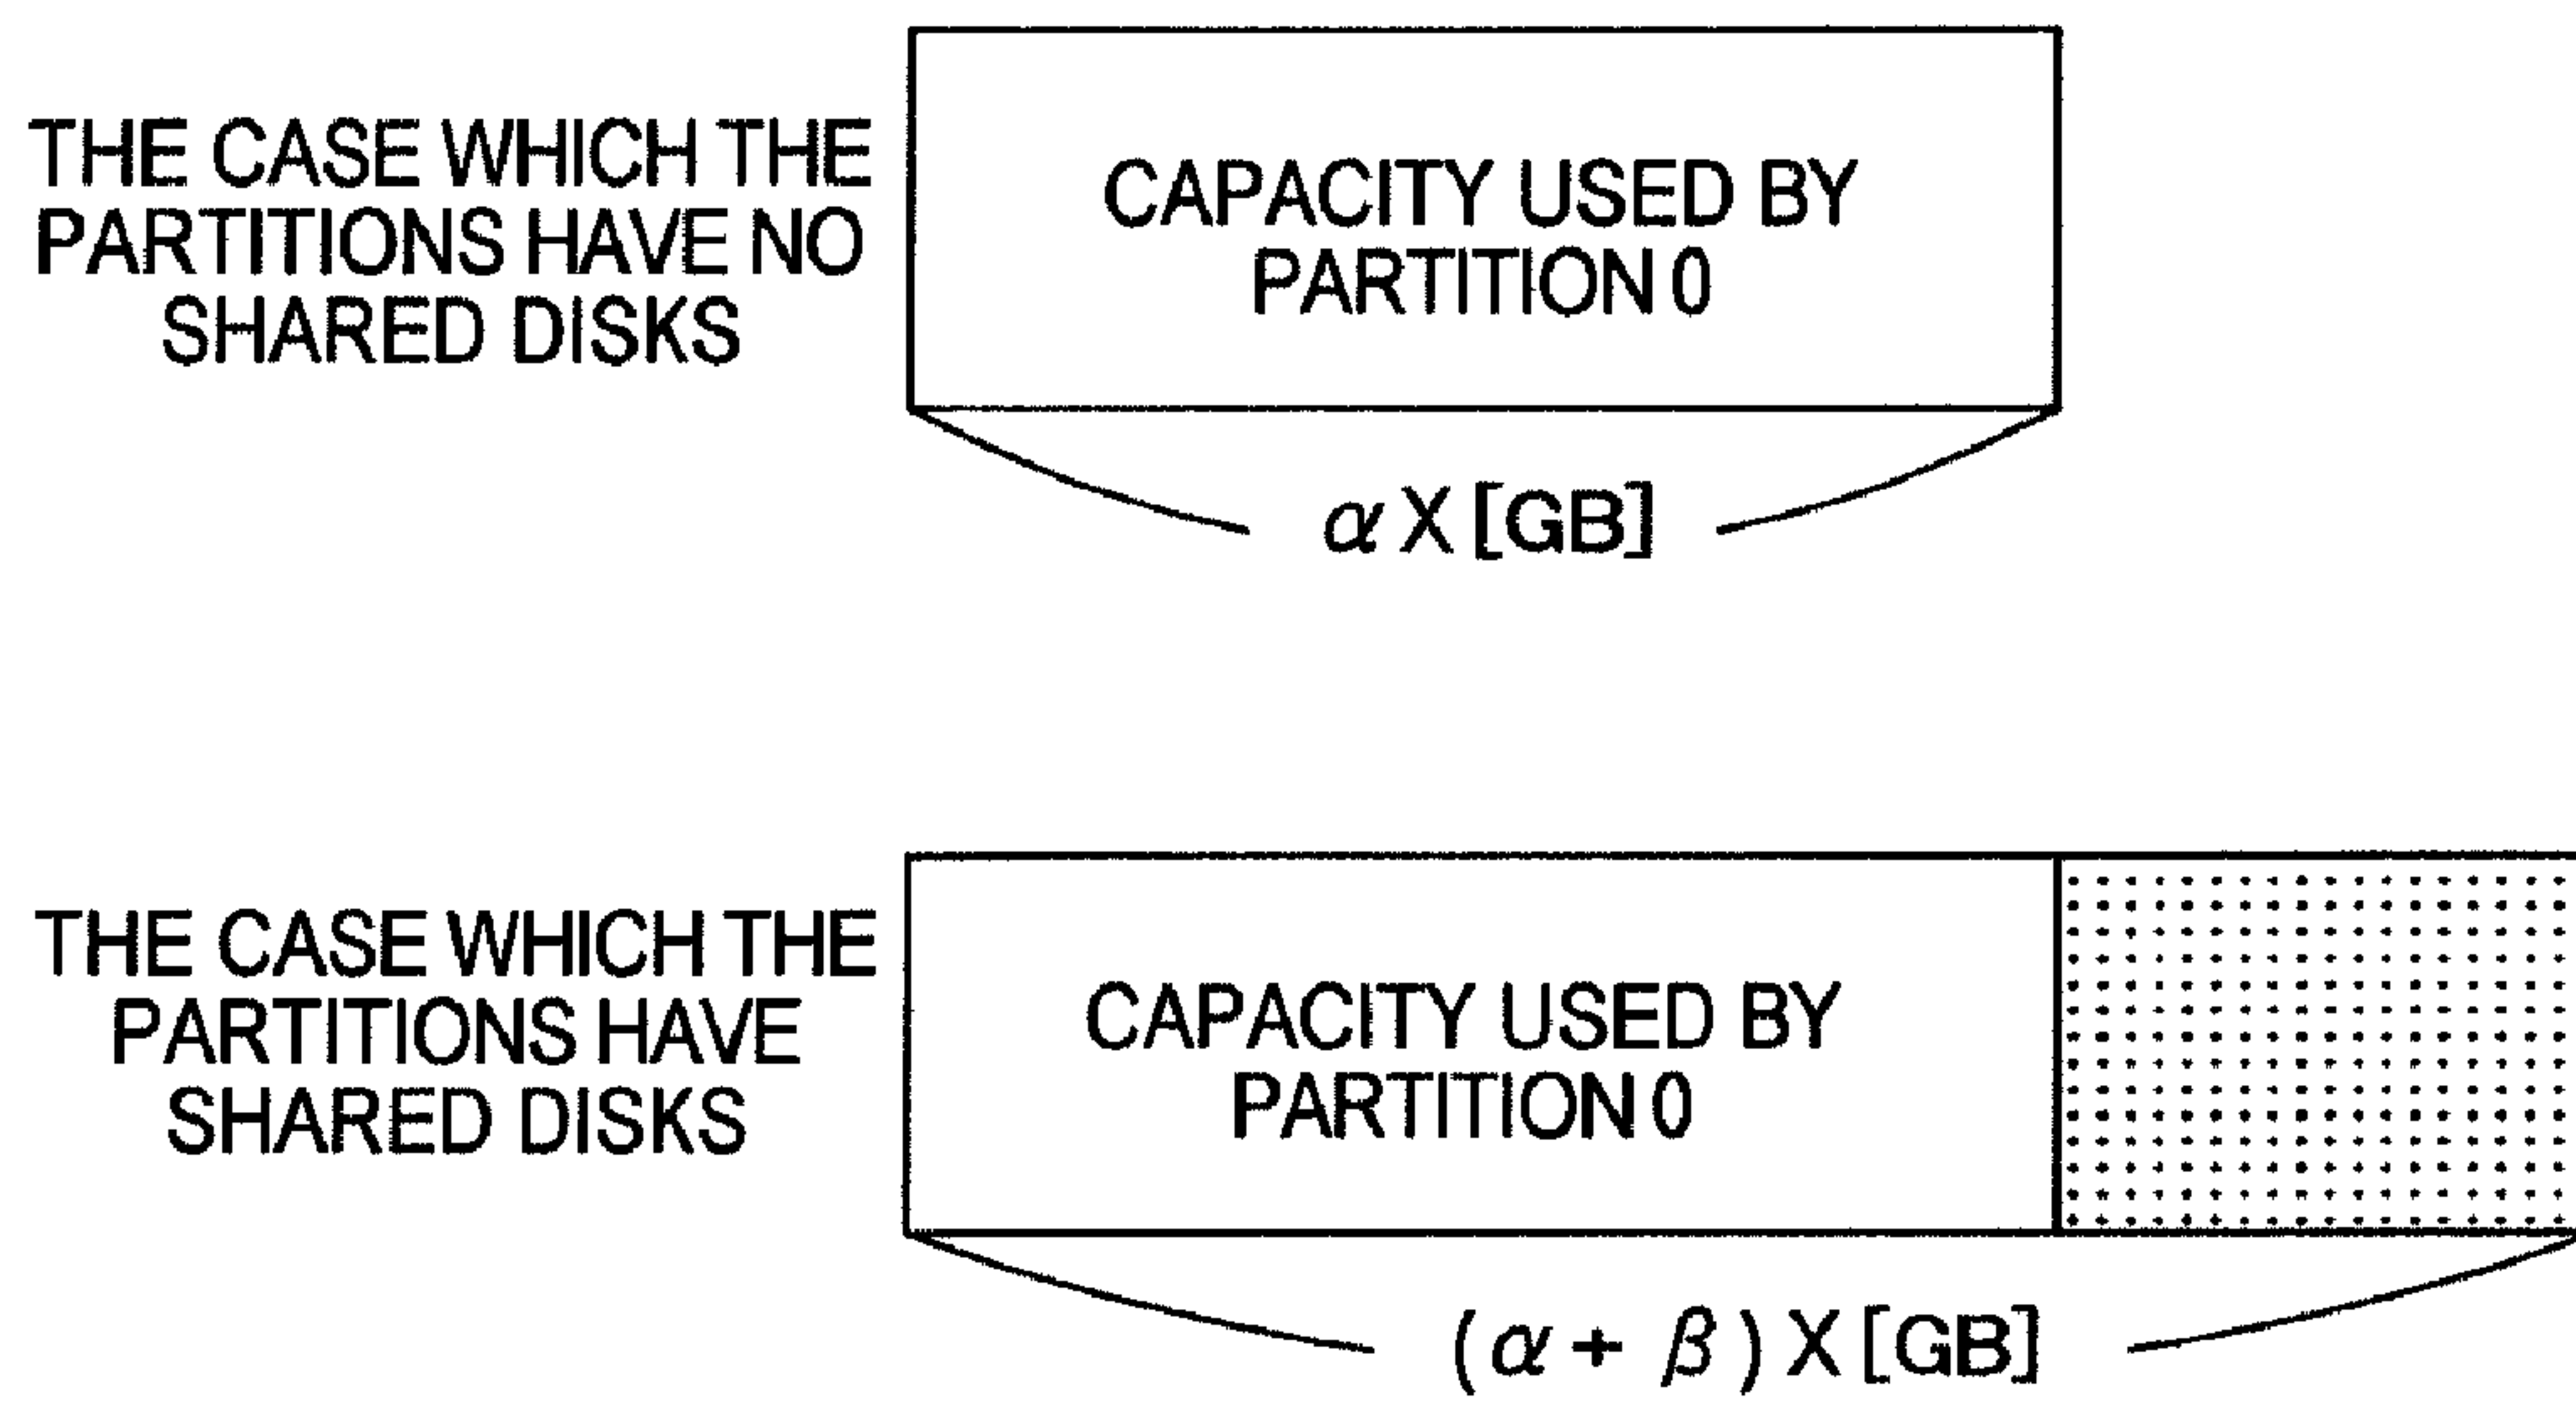 THE CASE WHICH THE
PARTITIONS HAVE NO
SHARED DISKS
CAPACITY USED BY
PARTITION 0
α X [GB]
THE CASE WHICH THE
PARTITIONS HAVE
SHARED DISKS
CAPACITY USED BY
PARTITION 0
(α + β) X [GB]